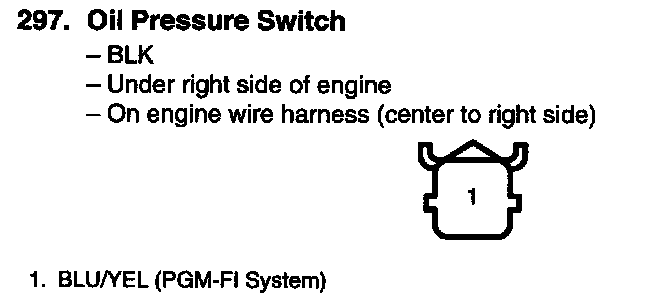 297. Oil Pressure Switch
– BLK
– Under right side of engine
– On engine wire harness (center to right side)
1
1. BLU/YEL (PGM-FI System)